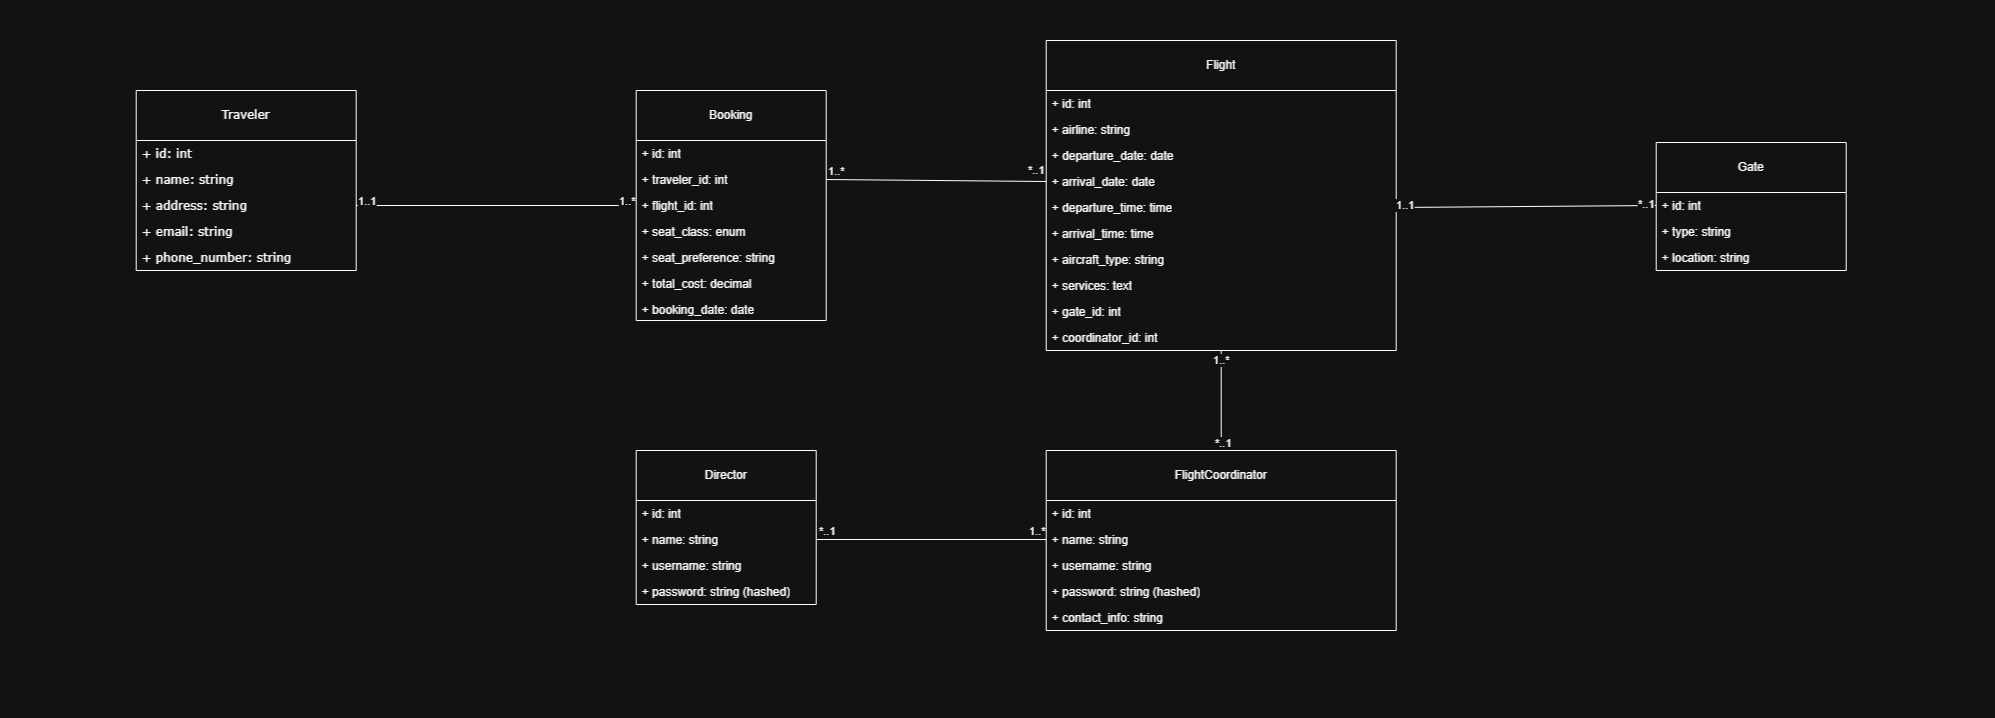 Traveler
+ id: int
+ name: string
+ address: string
+ email: string
+ phone_number: string
1..1
1..*
Booking
+ id: int
+ traveler_id: int
+ flight_id: int
+ seat_class: enum
+ seat_preference: string
+ total_cost: decimal
+ booking_date: date
1..*
*..1
Flight
+ id: int
+ airline: string
+ departure_date: date
+ arrival_date: date
+ departure_time: time
+ arrival_time: time
+ aircraft_type: string
+ services: text
+ gate_id: int
+ coordinator_id: int
1..1
*..1
Gate
+ id: int
+ type: string
+ location: string
1..*
*..1
Director
+ id: int
+ name: string
+ username: string
+ password: string (hashed)
*..1
1..*
FlightCoordinator
+ id: int
+ name: string
+ username: string
+ password: string (hashed)
+ contact_info: string